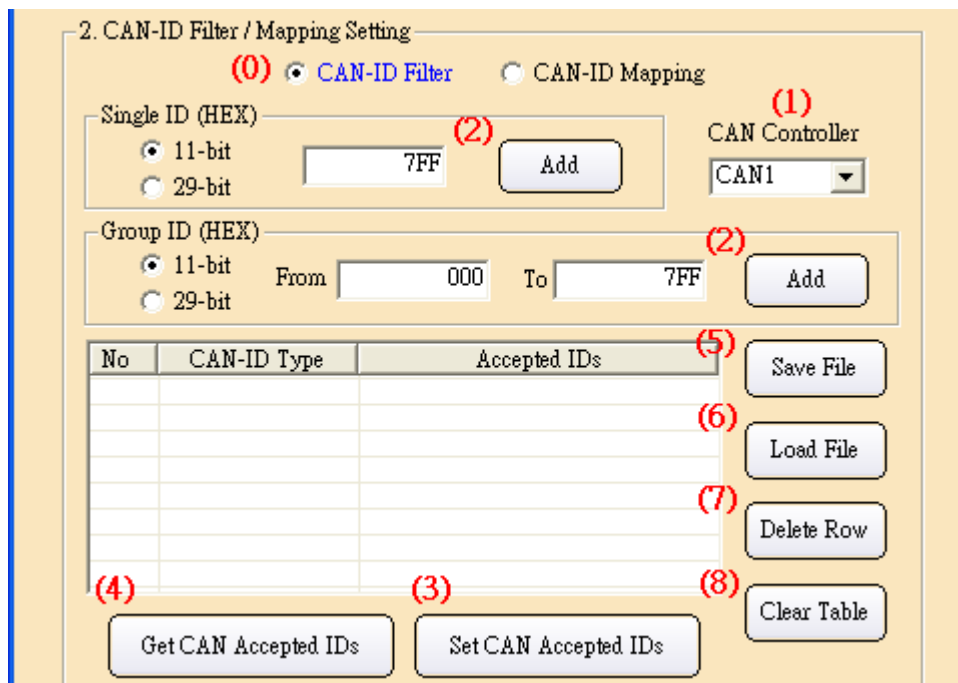 2. CAN-ID Filter / Mapping Setting
(0) CAN-ID Filter CAN-ID Mapping
Single ID (HEX)
(1)
CAN Controller
CAN1
11-bit
29-bit
7FF
(2)
Add
Group ID (HEX)
11-bit
29-bit
From 000 To 7FF
(2)
Add
No CAN-ID Type Accepted IDs
(5)
Save File
(6)
Load File
(7)
Delete Row
(8)
Clear Table
(4)
Get CAN Accepted IDs
(3)
Set CAN Accepted IDs